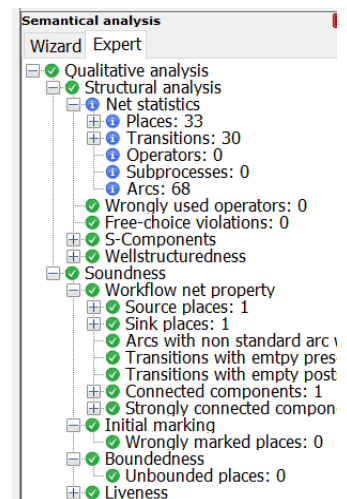 Semantical analysis
Wizard Expert
Qualitative analysis
Structural analysis
Net statistics
Places: 33
Transitions: 30
Operators: 0
Subprocesses: 0
Arcs: 68
Wrongly used operators: 0
Free-choice violations: 0
S-Components
Wellstructuredness
Soundness
Workflow net property
Source places: 1
Sink places: 1
Arcs with non standard arc
Transitions with emtpy pres
Transitions with empty posts
Connected components: 1
Strongly connected compon
Initial marking
Wrongly marked places: 0
Boundedness
Unbounded places: 0
Liveness